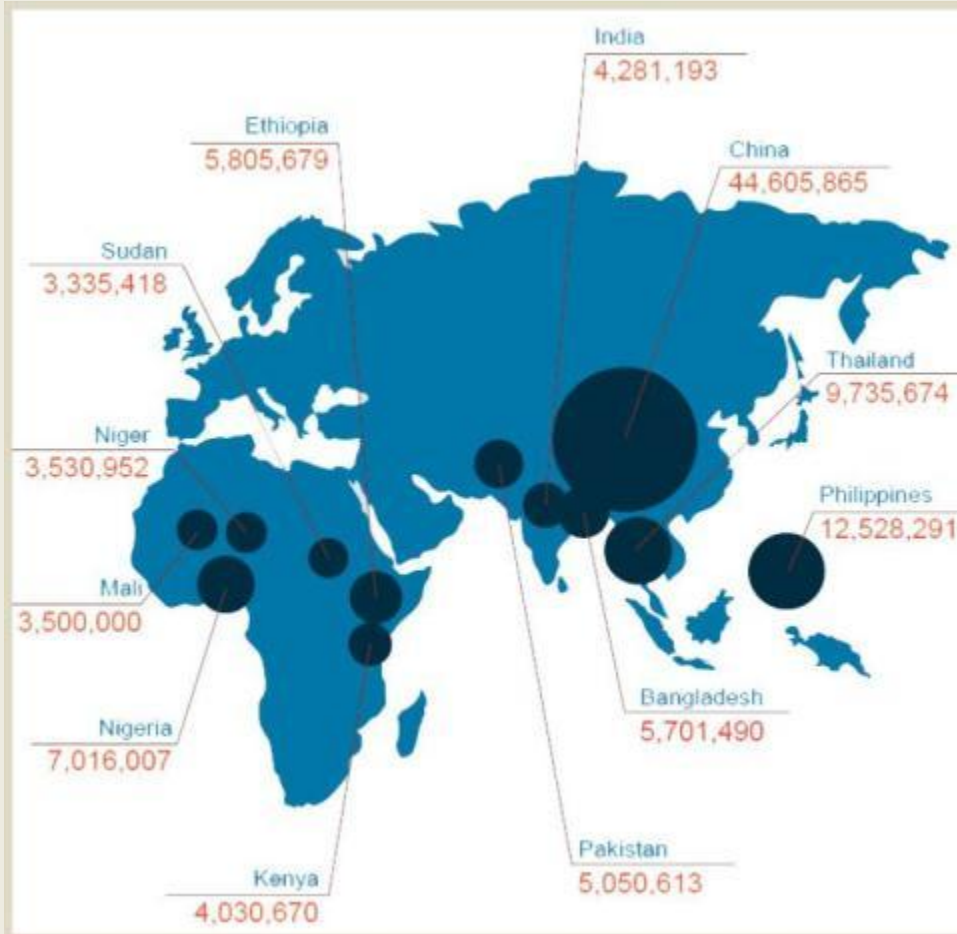 India
4,281,193
Ethiopia
5,805,679
China
44,605,865
Sudan
3,335,418
Thailand
9,735,674
Niger
3,530,952
Philippines
12,528,291
Mali
3,500,000
Bangladesh
5,701,490
Nigeria
7,016,007
Pakistan
5,050,613
Kenya
4,030,670